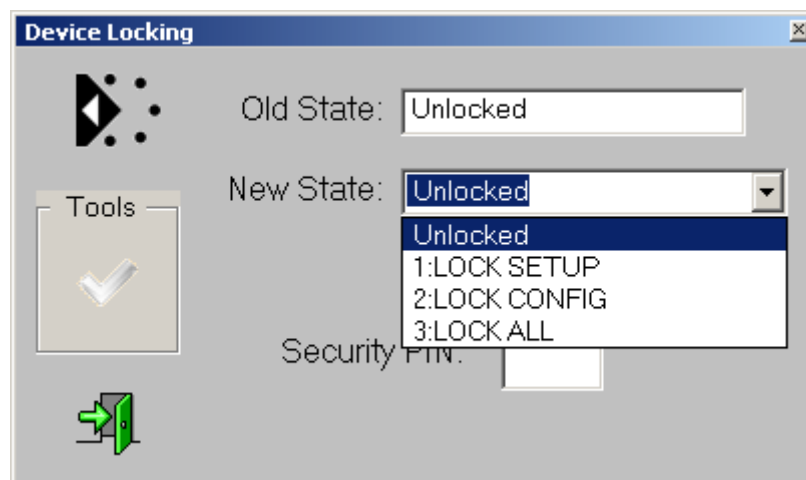 Device Locking
Old State: Unlocked
New State: Unlocked
Tools
Unlocked
1:LOCK SETUP
2:LOCK CONFIG
3:LOCK ALL
Security PIN: